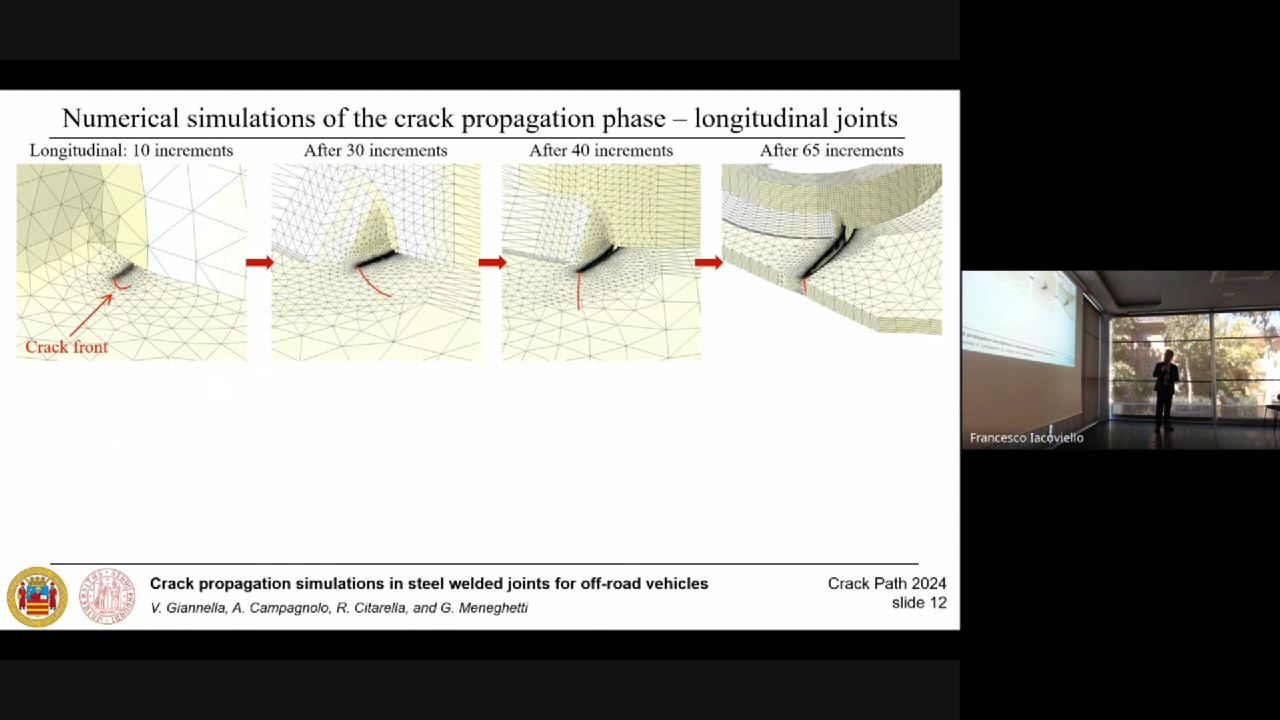 Numerical simulations of the crack propagation phase – longitudinal joints
Longitudinal: 10 increments
After 30 increments
After 40 increments
After 65 increments
Crack front
Crack propagation simulations in steel welded joints for off-road vehicles
V. Giannella, A. Campagnolo, R. Citarella, and G. Meneghetti
Crack Path 2024
slide 12
Francesco Iacoviello